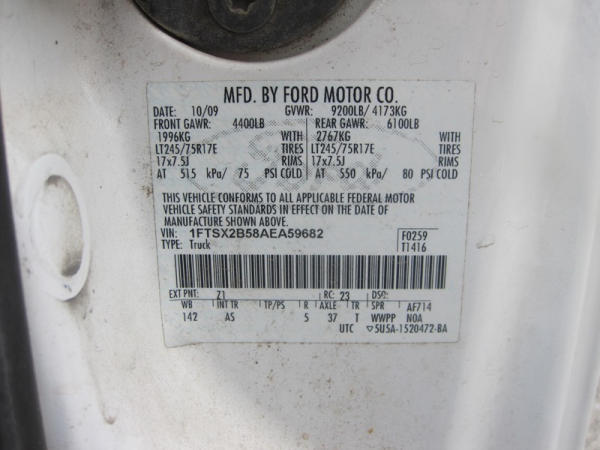 MFD. BY FORD MOTOR CO.
DATE: 10/09 GVWR: 9200LB/ 4173KG
FRONT GAWR: 4400LB REAR GAWR: 6100LB
1996KG WITH 2767KG WITH
LT245/75R17E TIRES LT245/75R17E TIRES
17x7.5J RIMS 17x7.5J RIMS
AT 515 kPa/ 75 PSI COLD AT 550 kPa/ 80 PSI COLD
THIS VEHICLE CONFORMS TO ALL APPLICABLE FEDERAL MOTOR
VEHICLE SAFETY STANDARDS IN EFFECT ON THE DATE OF
MANUFACTURE SHOWN ABOVE.
VIN: 1FTSX2B58AEA59682 F0259
TYPE: Truck T1416
EXT PNT: Z1 RC: 23 DSO:
WB INT TR TP/PS R AXLE TR SPR AF714
142 AS 5 37 T WWPP NOA
UTC ▽5U5A-1520472-BA